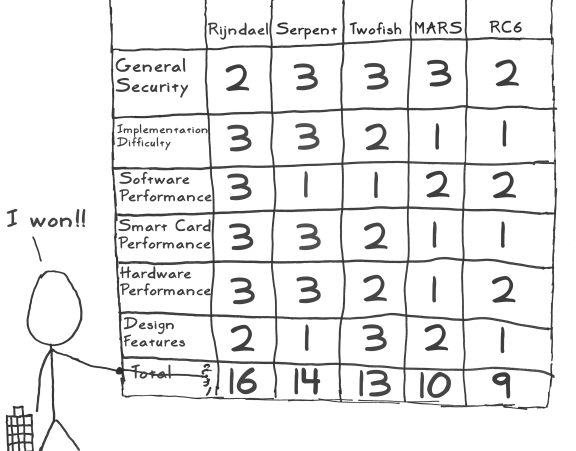 Rijndael Serpent Twofish MARS RC6
General
Security 2 3 3 3 2
Implementation
Difficulty 3 3 2 1 1
Software
Performance 3 1 1 2 2
Smart Card
Performance 3 3 2 1 1
I won!!
Hardware
Performance 3 3 2 1 2
Design
Features 2 1 3 2 1
Total 16 14 13 10 9